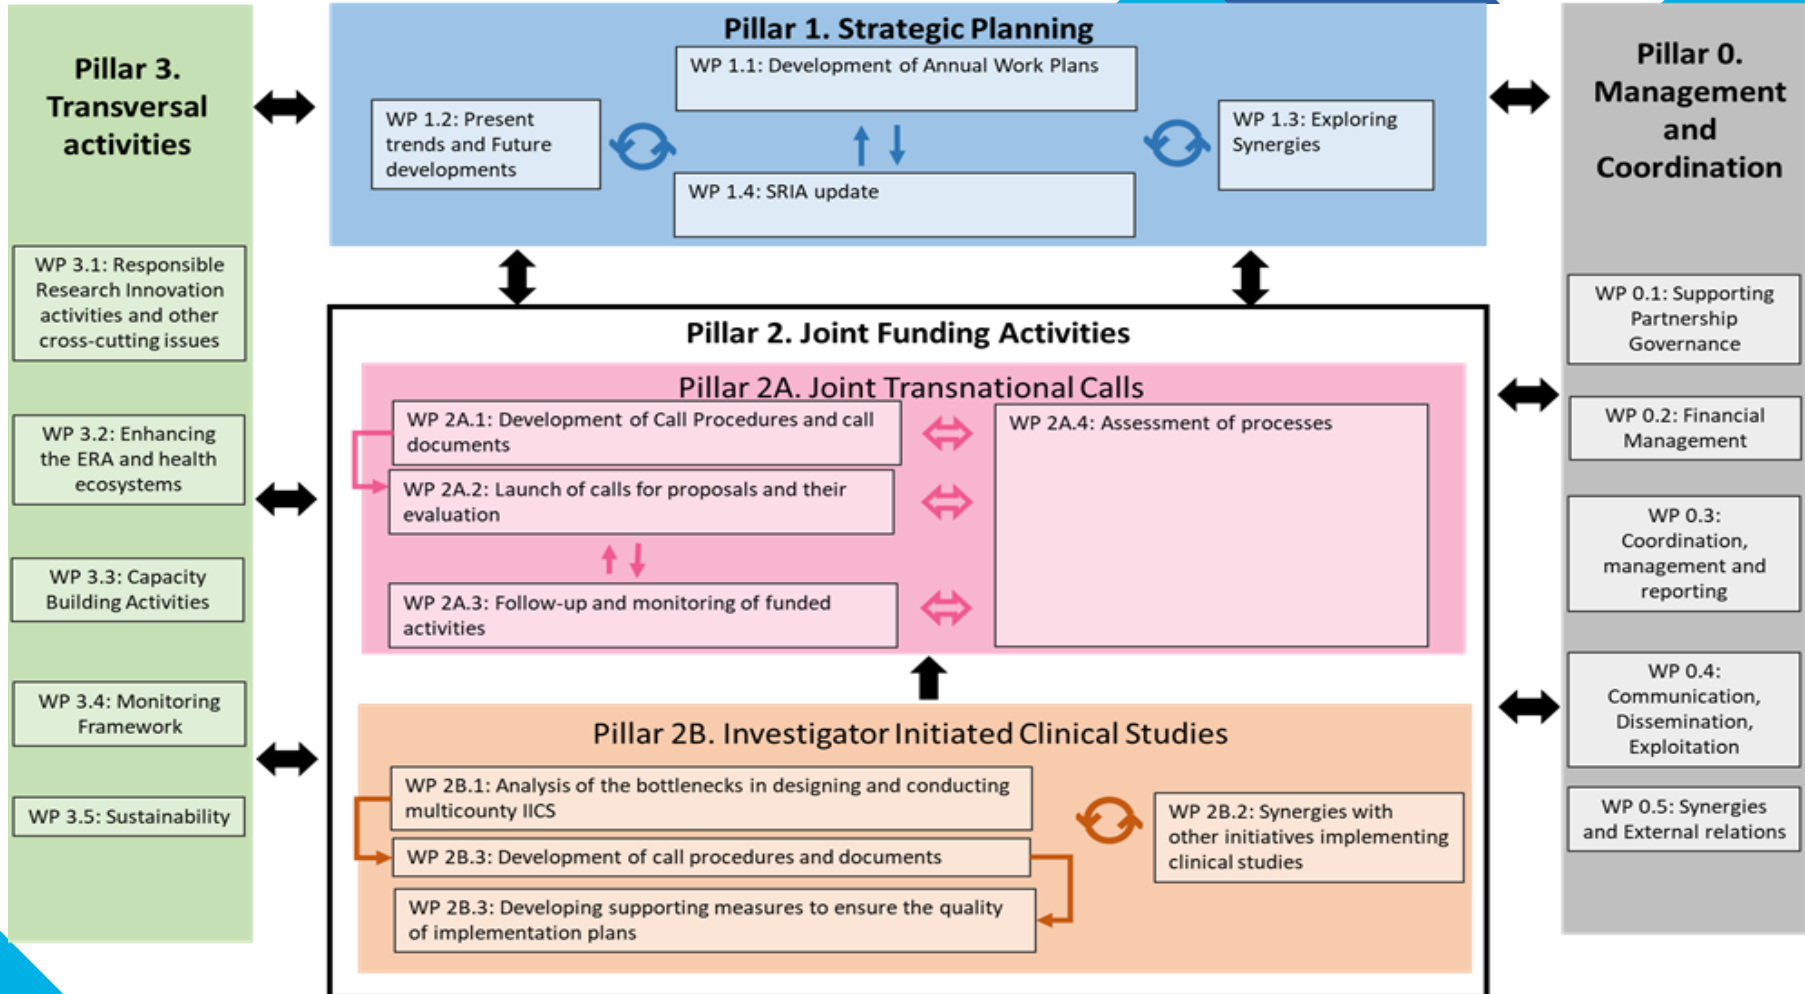 Pillar 3.
Transversal
activities
WP 3.1: Responsible
Research Innovation
activities and other
cross-cutting issues
WP 3.2: Enhancing
the ERA and health
ecosystems
WP 3.3: Capacity
Building Activities
WP 3.4: Monitoring
Framework
WP 3.5: Sustainability
Pillar 1. Strategic Planning
WP 1.1: Development of Annual Work Plans
WP 1.2: Present
trends and Future
developments
WP 1.3: Exploring
Synergies
WP 1.4: SRIA update
Pillar 2. Joint Funding Activities
Pillar 2A. Joint Transnational Calls
WP 2A.1: Development of Call Procedures and call
documents
WP 2A.2: Launch of calls for proposals and their
evaluation
WP 2A.3: Follow-up and monitoring of funded
activities
WP 2A.4: Assessment of processes
Pillar 2B. Investigator Initiated Clinical Studies
WP 2B.1: Analysis of the bottlenecks in designing and conducting
multicounty IICS
WP 2B.3: Development of call procedures and documents
WP 2B.3: Developing supporting measures to ensure the quality
of implementation plans
WP 2B.2: Synergies with
other initiatives implementing
clinical studies
Pillar 0.
Management
and
Coordination
WP 0.1: Supporting
Partnership
Governance
WP 0.2: Financial
Management
WP 0.3:
Coordination,
management and
reporting
WP 0.4:
Communication,
Dissemination,
Exploitation
WP 0.5: Synergies
and External relations